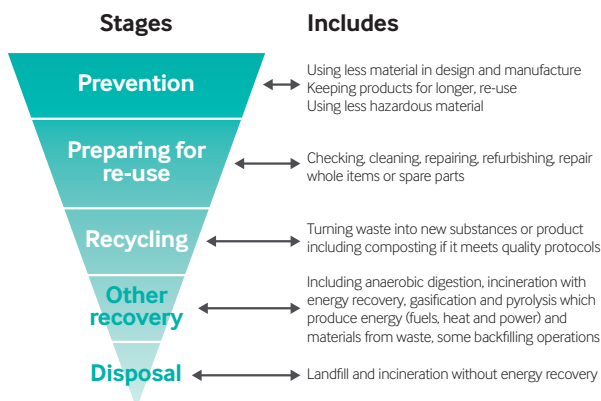 Stages
Includes
Prevention
Using less material in design and manufacture
Keeping products for longer, re-use
Using less hazardous material
Preparing for
re-use
Checking, cleaning, repairing, refurbishing, repair
whole items or spare parts
Recycling
Turning waste into new substances or product
including composting if it meets quality protocols
Other
recovery
Including anaerobic digestion, incineration with
energy recovery, gasification and pyrolysis which
produce energy (fuels, heat and power) and
materials from waste, some backfilling operations
Disposal
Landfill and incineration without energy recovery